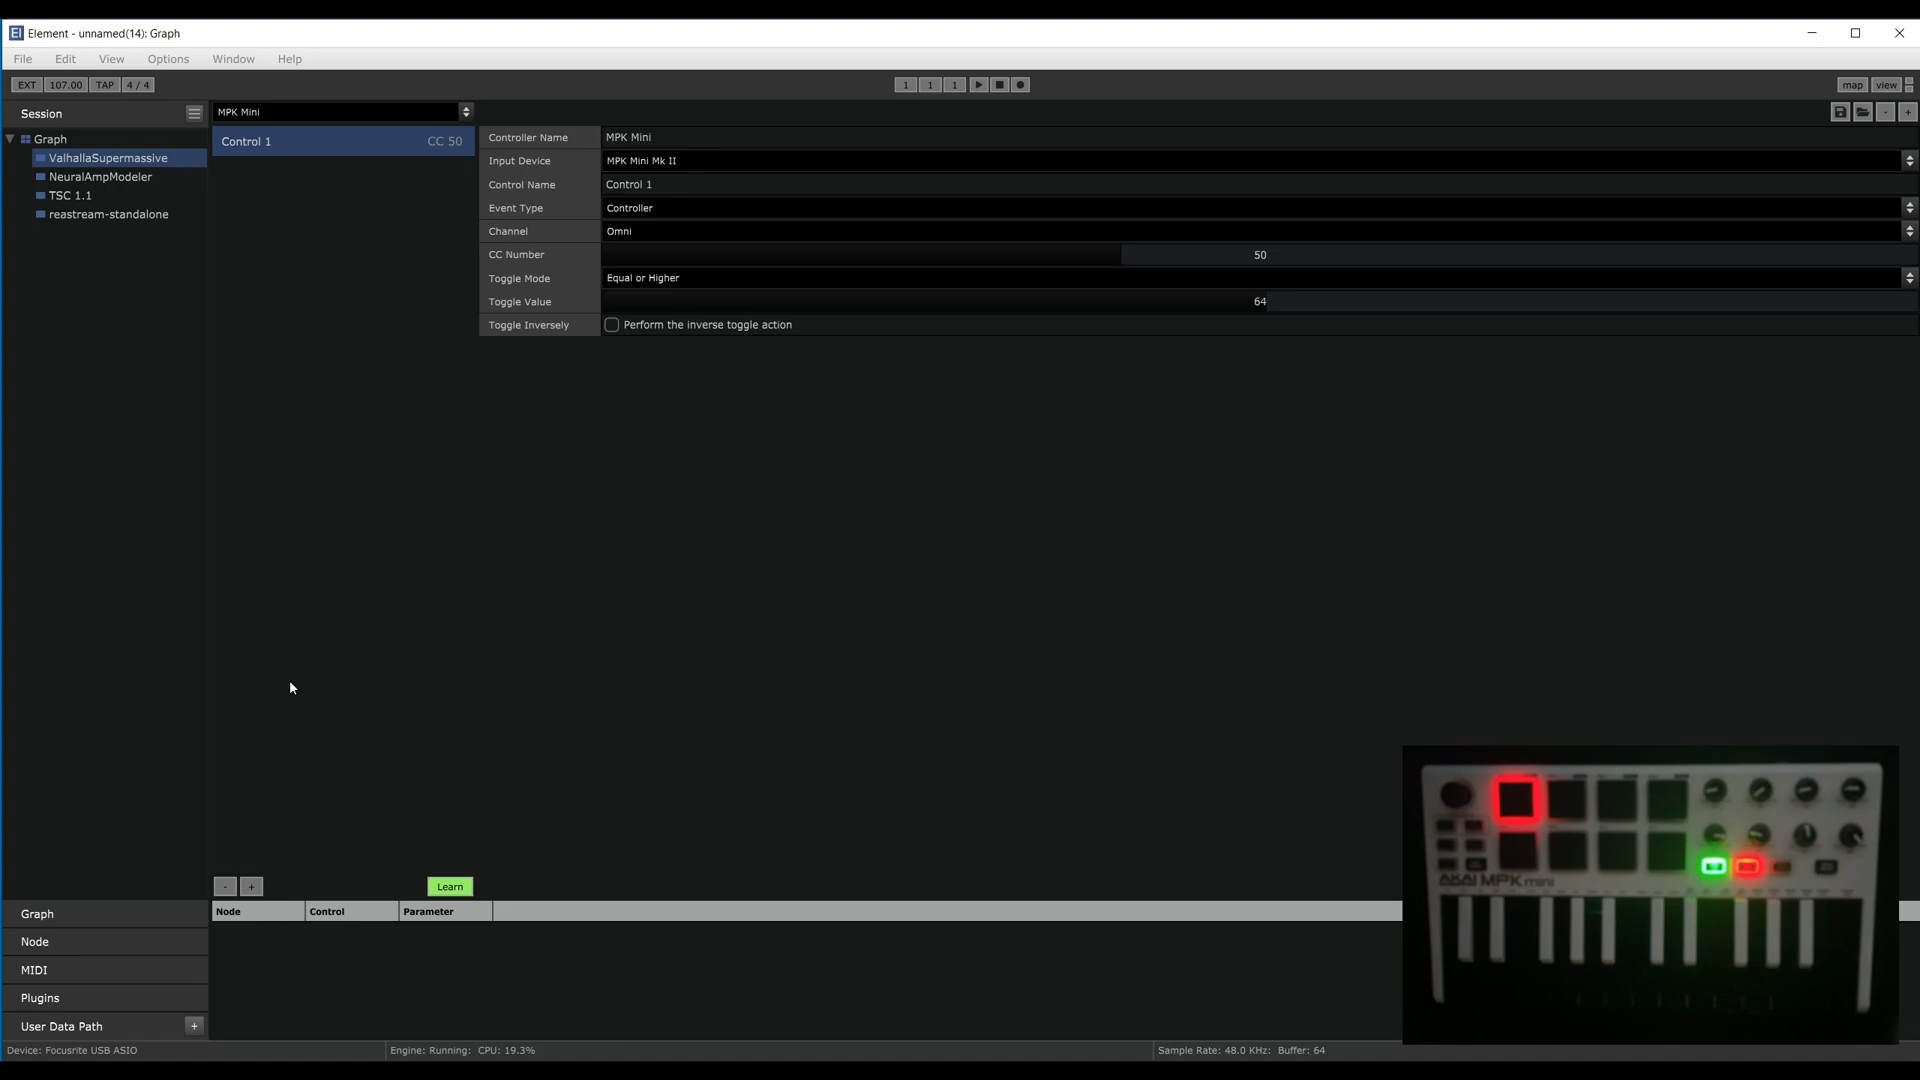 Element - unnamed(14): Graph
File Edit View Options Window Help
EXT 107.00 TAP 4 / 4 1 1 1 map view
Session MPK Mini - +
Graph
ValhallaSupermassive
NeuralAmpModeler
TSC 1.1
reastream-standalone
Control 1 CC 50
Controller Name MPK Mini
Input Device MPK Mini Mk II
Control Name Control 1
Event Type Controller
Channel Omni
CC Number 50
Toggle Mode Equal or Higher
Toggle Value 64
Toggle Inversely Perform the inverse toggle action
- + Learn
Node Control Parameter
Graph
Node
MIDI
Plugins
User Data Path +
AKAI MPK mini
Device: Focusrite USB ASIO Engine: Running: CPU: 19.3% Sample Rate: 48.0 KHz: Buffer: 64